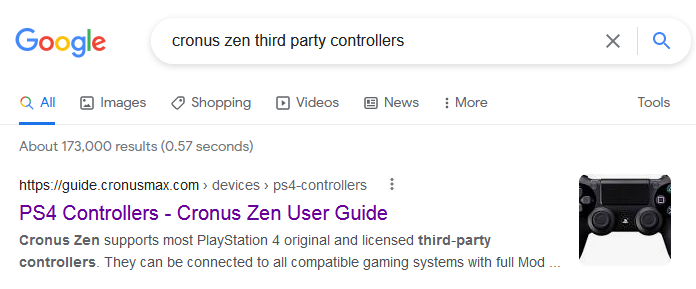 Google
cronus zen third party controllers
All Images Shopping Videos News More Tools
About 173,000 results (0.57 seconds)
https://guide.cronusmax.com › devices › ps4-controllers
PS4 Controllers - Cronus Zen User Guide
Cronus Zen supports most PlayStation 4 original and licensed third-party
controllers. They can be connected to all compatible gaming systems with full Mod ...